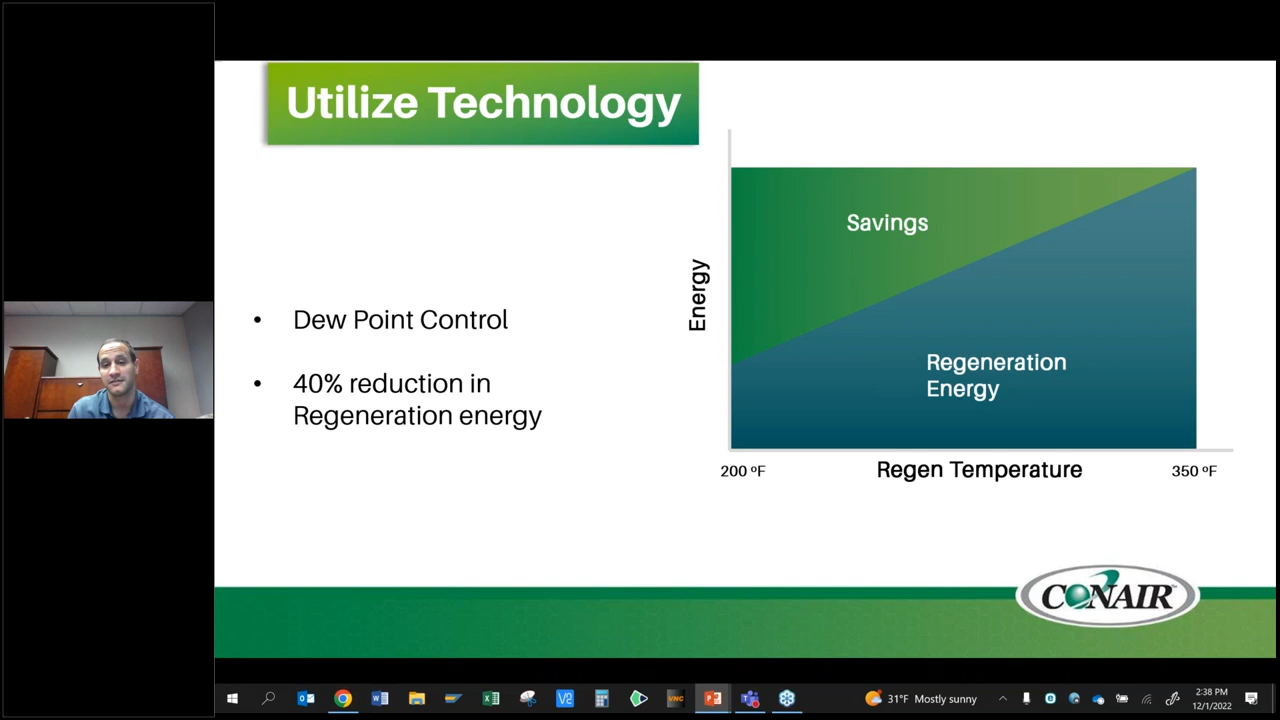 Utilize Technology
• Dew Point Control
• 40% reduction in
Regeneration energy
Energy
Savings
Regeneration
Energy
200 ºF
Regen Temperature
350 ºF
CONAIR
31°F Mostly sunny
2:38 PM
12/1/2022